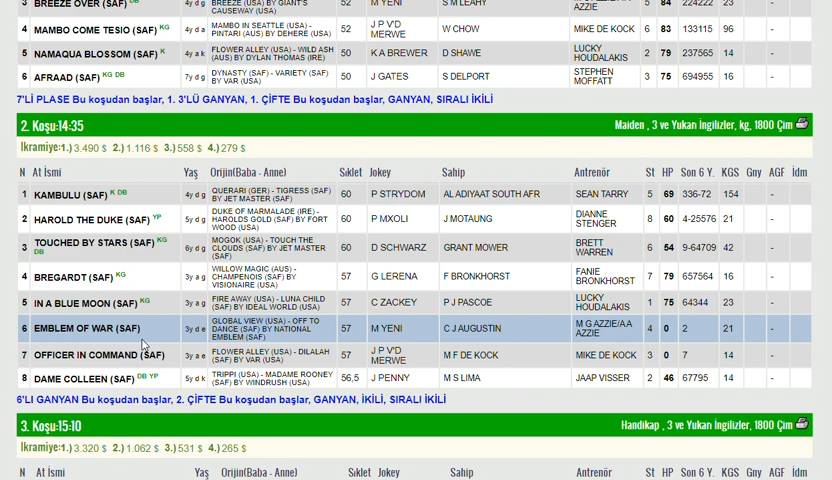 3 BREEZE OVER (SAF) DB 4y d g BREEZE (USA) BY GIANT'S CAUSEWAY (USA) 52 M YENI S M LEAHY AZZIE 5 84 224222 23 -
4 MAMBO COME TESIO (SAF) KG 4y d a MAMBO IN SEATTLE (USA) - PINTARI (AUS) BY DEHERE (USA) 52 J P V'D MERWE W CHOW MIKE DE KOCK 6 83 133115 96 -
5 NAMAQUA BLOSSOM (SAF) K 4y a k FLOWER ALLEY (USA) - WILD ASH (AUS) BY DYLAN THOMAS (IRE) 50 K A BREWER D SHAWE LUCKY HOUDALAKIS 2 79 237565 14 -
6 AFRAAD (SAF) KG DB 7y d g DYNASTY (SAF) - VARIETY (SAF) BY VAR (USA) 50 J GATES S DELPORT STEPHEN MOFFATT 3 75 694955 16 -
7'Lİ PLASE Bu koşudan başlar, 1. 3'LÜ GANYAN, 1. ÇİFTE Bu koşudan başlar, GANYAN, SIRALI İKİLİ
2. Koşu:14:35 Maiden , 3 ve Yukarı İngilizler, kg, 1800 Çim
İkramiye:1.) 3.490 $ 2.) 1.116 $ 3.) 558 $ 4.) 279 $
N At İsmi Yaş Orijin(Baba - Anne) Sıklet Jokey Sahip Antrenör St HP Son 6 Y. KGS Gny AGF İdm
1 KAMBULU (SAF) K DB 4y d g QUERARI (GER) - TIGRESS (SAF) BY JET MASTER (SAF) 60 P STRYDOM AL ADIYAAT SOUTH AFR SEAN TARRY 5 69 336-72 154 -
2 HAROLD THE DUKE (SAF) YP 5y d g DUKE OF MARMALADE (IRE) - HAROLDS GOLD (SAF) BY FORT WOOD (USA) 60 P MXOLI J MOTAUNG DIANNE STENGER 8 60 4-25576 21 -
3 TOUCHED BY STARS (SAF) KG DB 6y d g MOGOK (USA) - TOUCH THE CLOUDS (SAF) BY JET MASTER (SAF) 60 D SCHWARZ GRANT MOWER BRETT WARREN 6 54 9-64709 42 -
4 BREGARDT (SAF) KG 3y a g WILLOW MAGIC (AUS) - CHAMPENOIS (SAF) BY VISIONAIRE (USA) 57 G LERENA F BRONKHORST FANIE BRONKHORST 7 79 657564 16 -
5 IN A BLUE MOON (SAF) KG 3y a g FIRE AWAY (USA) - LUNA CHILD (SAF) BY IDEAL WORLD (USA) 57 C ZACKEY P J PASCOE LUCKY HOUDALAKIS 1 75 64344 23 -
6 EMBLEM OF WAR (SAF) 3y d e GLOBAL VIEW (USA) - OFF TO DANCE (SAF) BY NATIONAL EMBLEM (SAF) 57 M YENI C J AUGUSTIN M G AZZIE/A A AZZIE 4 0 2 21 -
7 OFFICER IN COMMAND (SAF) 3y a e FLOWER ALLEY (USA) - DILALAH (SAF) BY VAR (USA) 57 J P V'D MERWE M F DE KOCK MIKE DE KOCK 3 0 7 14 -
8 DAME COLLEEN (SAF) DB YP 5y d k TRIPPI (USA) - MADAME ROONEY (SAF) BY WINDRUSH (USA) 56,5 J PENNY M S LIMA JAAP VISSER 2 46 67795 14 -
6'LI GANYAN Bu koşudan başlar, 2. ÇİFTE Bu koşudan başlar, GANYAN, İKİLİ, SIRALI İKİLİ
3. Koşu:15:10 Handikap , 3 ve Yukarı İngilizler, 1800 Çim
İkramiye:1.) 3.320 $ 2.) 1.062 $ 3.) 531 $ 4.) 265 $
N At İsmi Yaş Orijin(Baba - Anne) Sıklet Jokey Sahip Antrenör St HP Son 6 Y. KGS Gny AGF İdm